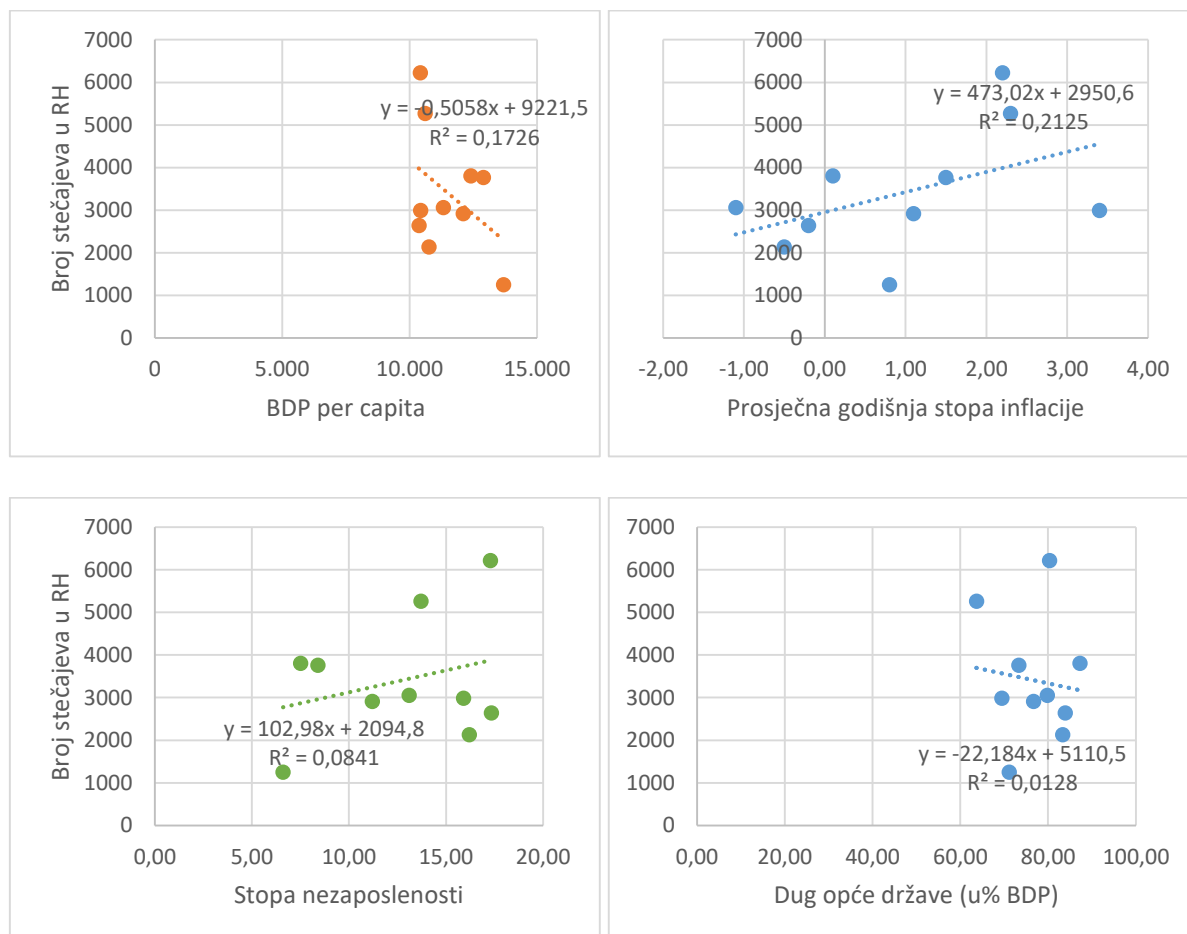 7000
6000
5000
4000
3000
2000
1000
0
Broj stečajeva u RH
y = -0,5058x + 9221,5
R² = 0,1726
0 5.000 10.000 15.000
BDP per capita
7000
6000
5000
4000
3000
2000
1000
0
y = 473,02x + 2950,6
R² = 0,2125
-2,00 -1,00 0,00 1,00 2,00 3,00 4,00
Prosječna godišnja stopa inflacije
7000
6000
5000
4000
3000
2000
1000
0
Broj stečajeva u RH
y = 102,98x + 2094,8
R² = 0,0841
0,00 5,00 10,00 15,00 20,00
Stopa nezaposlenosti
7000
6000
5000
4000
3000
2000
1000
0
y = -22,184x + 5110,5
R² = 0,0128
0,00 20,00 40,00 60,00 80,00 100,00
Dug opće države (u% BDP)